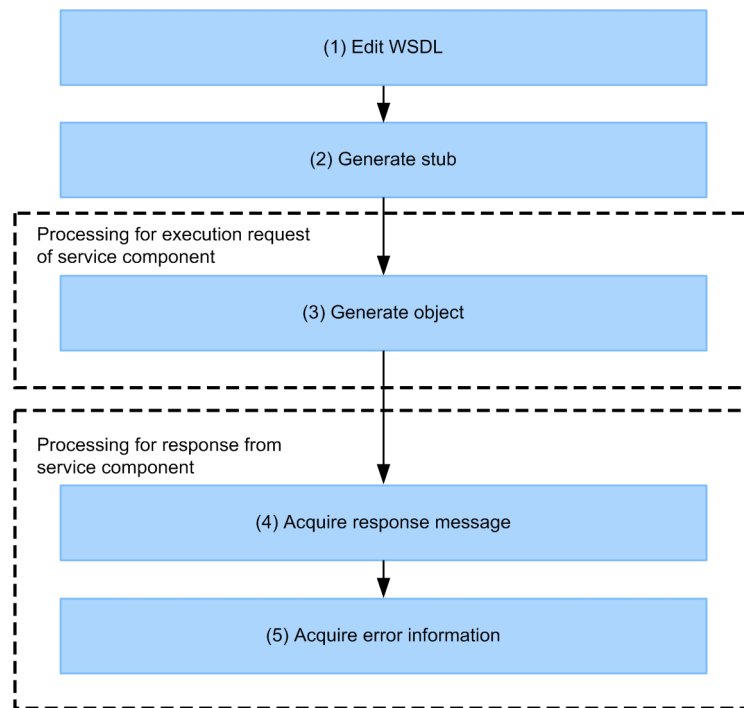 (1) Edit WSDL
(2) Generate stub
Processing for execution request
of service component
(3) Generate object
Processing for response from
service component
(4) Acquire response message
(5) Acquire error information